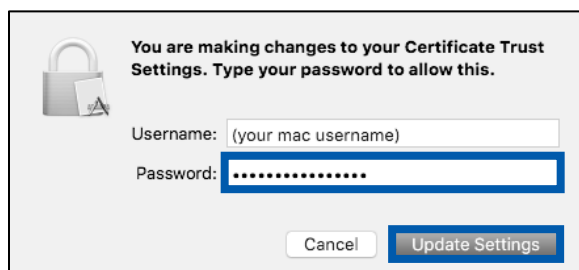 You are making changes to your Certificate Trust
Settings. Type your password to allow this.
Username: (your mac username)
Password: ••••••••••••••••
Cancel Update Settings